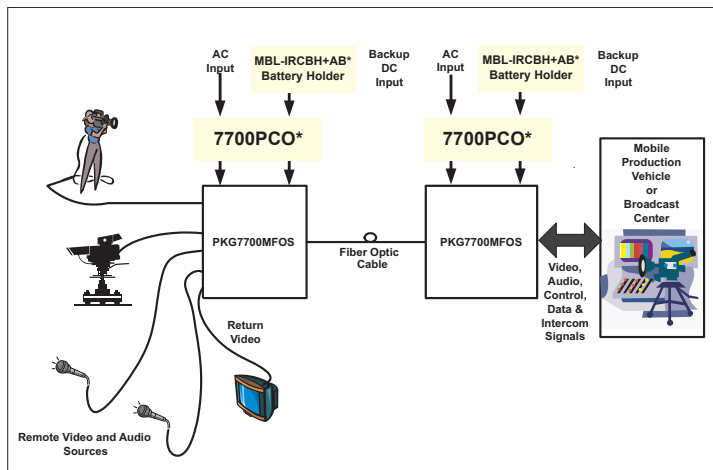 AC
Input
MBL-IRCBH+AB*
Battery Holder
Backup
DC
Input
AC
Input
MBL-IRCBH+AB*
Battery Holder
Backup
DC
Input
7700PCO*
7700PCO*
Mobile
Production
Vehicle
or
Broadcast
Center
PKG7700MFOS
Fiber Optic
Cable
PKG7700MFOS
Video,
Audio,
Control,
Data &
Intercom
Signals
Return
Video
Remote Video and Audio
Sources